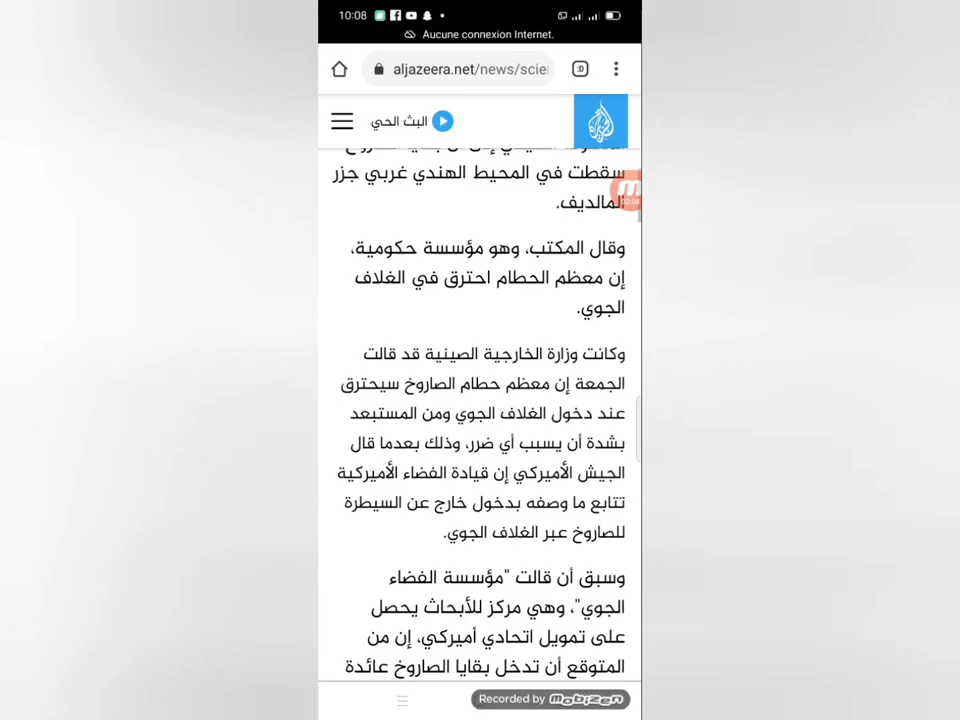 10:08
Aucune connexion Internet.
aljazeera.net/news/scie
:D
البث الحي
سقطت في المحيط الهندي غربي جزر
المالديف.
02:09
وقال المكتب، وهو مؤسسة حكومية،
إن معظم الحطام احترق في الغلاف
الجوي.
وكانت وزارة الخارجية الصينية قد قالت
الجمعة إن معظم حطام الصاروخ سيحترق
عند دخول الغلاف الجوي ومن المستبعد
بشدة أن يسبب أي ضرر، وذلك بعدما قال
الجيش الأميركي إن قيادة الفضاء الأميركية
تتابع ما وصفه بدخول خارج عن السيطرة
للصاروخ عبر الغلاف الجوي.
وسبق أن قالت "مؤسسة الفضاء
الجوي"، وهي مركز للأبحاث يحصل
على تمويل اتحادي أميركي، إن من
المتوقع أن تدخل بقايا الصاروخ عائدة
Recorded by mobizen